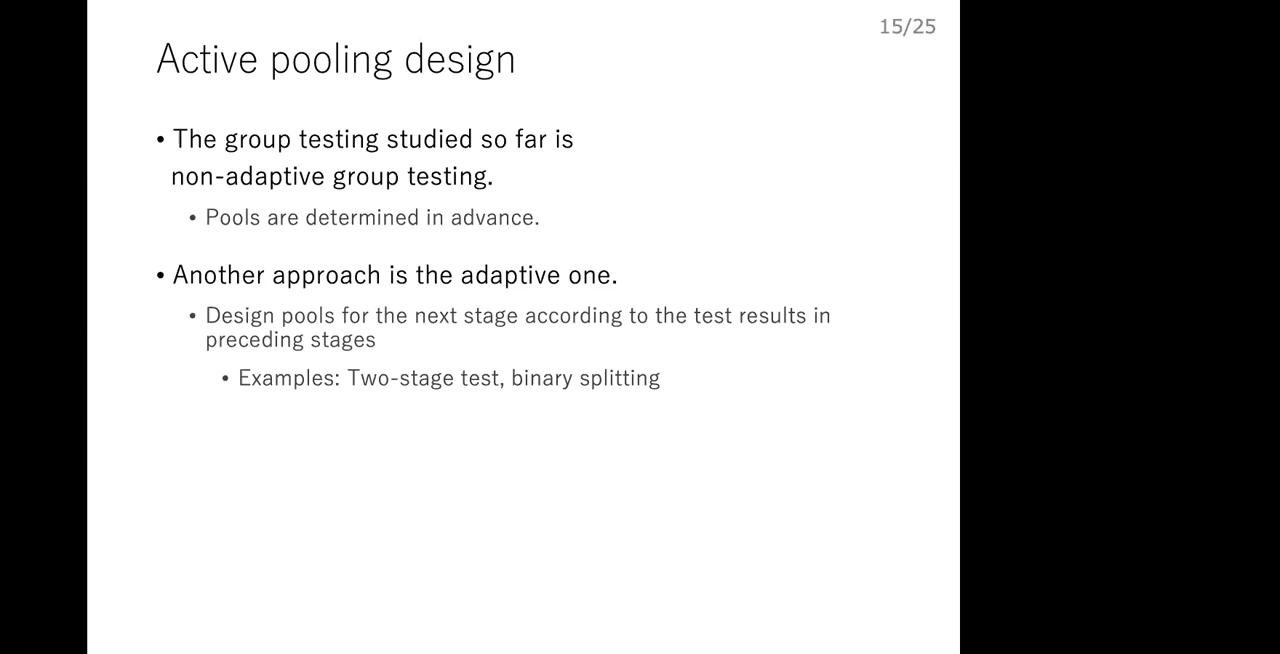 15/25
Active pooling design
• The group testing studied so far is
non-adaptive group testing.
• Pools are determined in advance.
• Another approach is the adaptive one.
• Design pools for the next stage according to the test results in
preceding stages
• Examples: Two-stage test, binary splitting